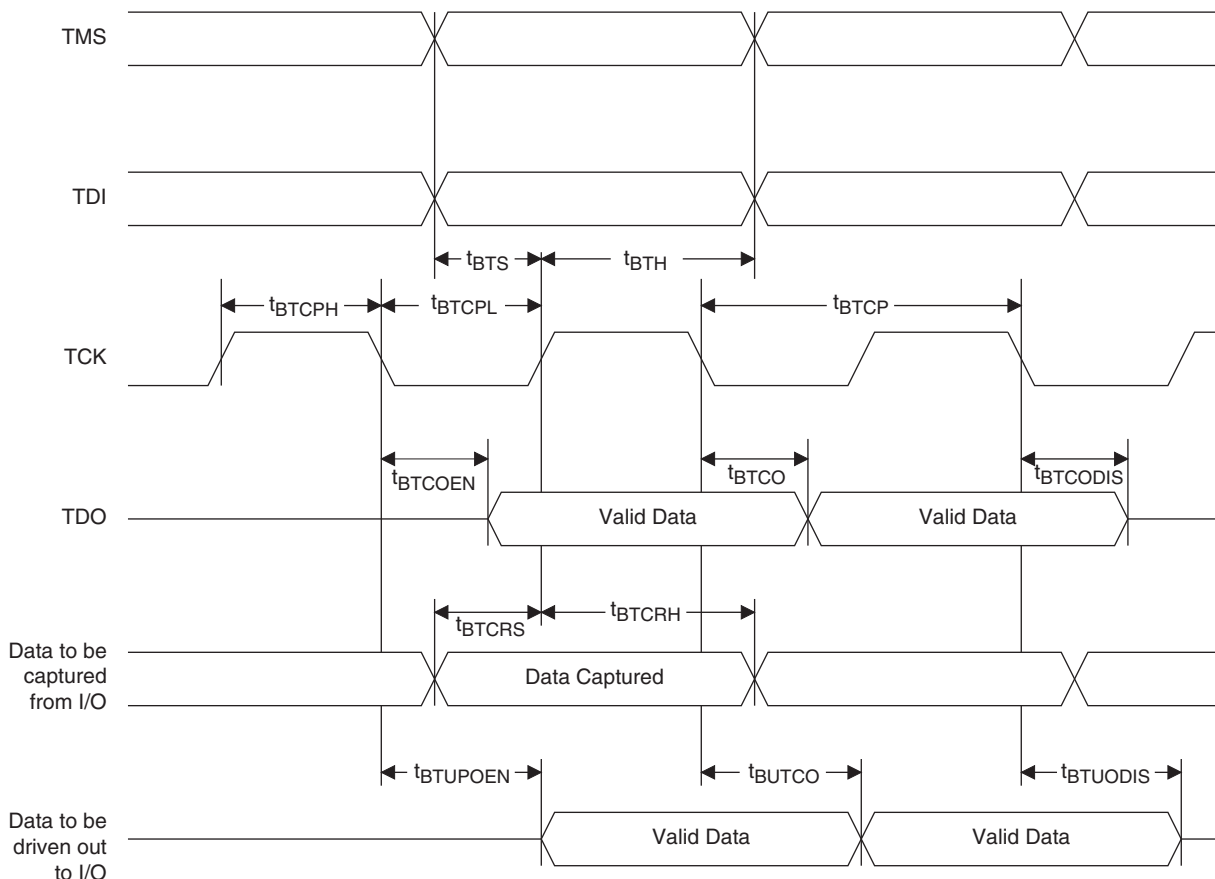 TMS
TDI
tBTS
tBTH
tBTCPH
tBTCPL
tBTCP
TCK
tBTCOEN
tBTCO
tBTCODIS
TDO
Valid Data
Valid Data
tBTCRS
tBTCRH
Data to be
captured
from I/O
Data Captured
tBTUPOEN
tBUTCO
tBTUODIS
Data to be
driven out
to I/O
Valid Data
Valid Data